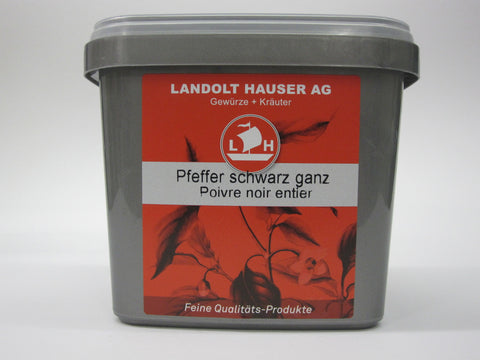 LANDOLT HAUSER AG
Gewürze + Kräuter
L H
Pfeffer schwarz ganz
Poivre noir entier
Feine Qualitäts-Produkte